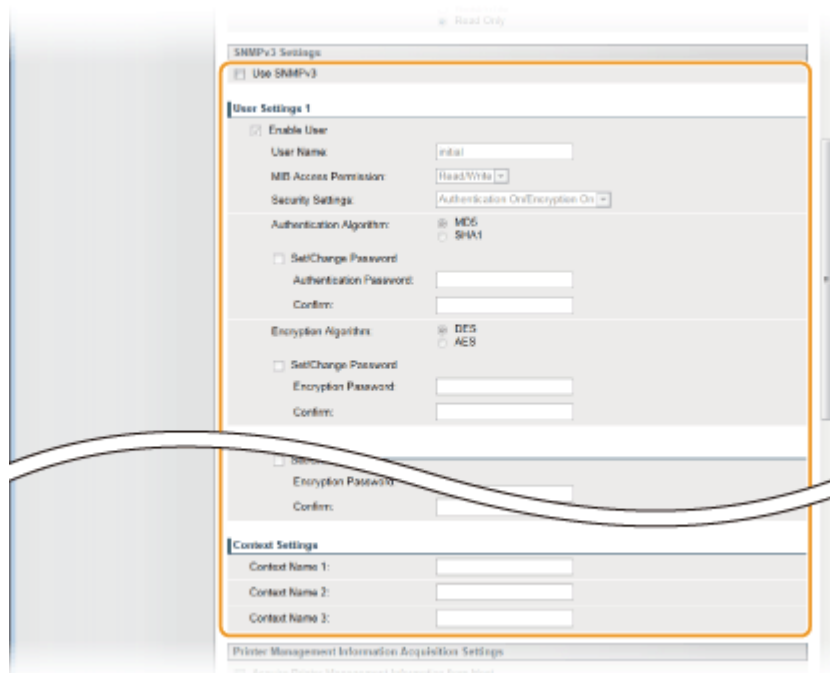 Read Only
SNMPv3 Settings
Use SNMPv3
User Settings 1
Enable User
User Name: initial
MIB Access Permission: Read/Write
Security Settings: Authentication On/Encryption On
Authentication Algorithm: MD5
SHA1
Set/Change Password
Authentication Password:
Confirm:
Encryption Algorithm: DES
AES
Set/Change Password
Encryption Password:
Confirm:
Encryption Password
Confirm:
Context Settings
Context Name 1:
Context Name 2:
Context Name 3:
Printer Management Information Acquisition Settings